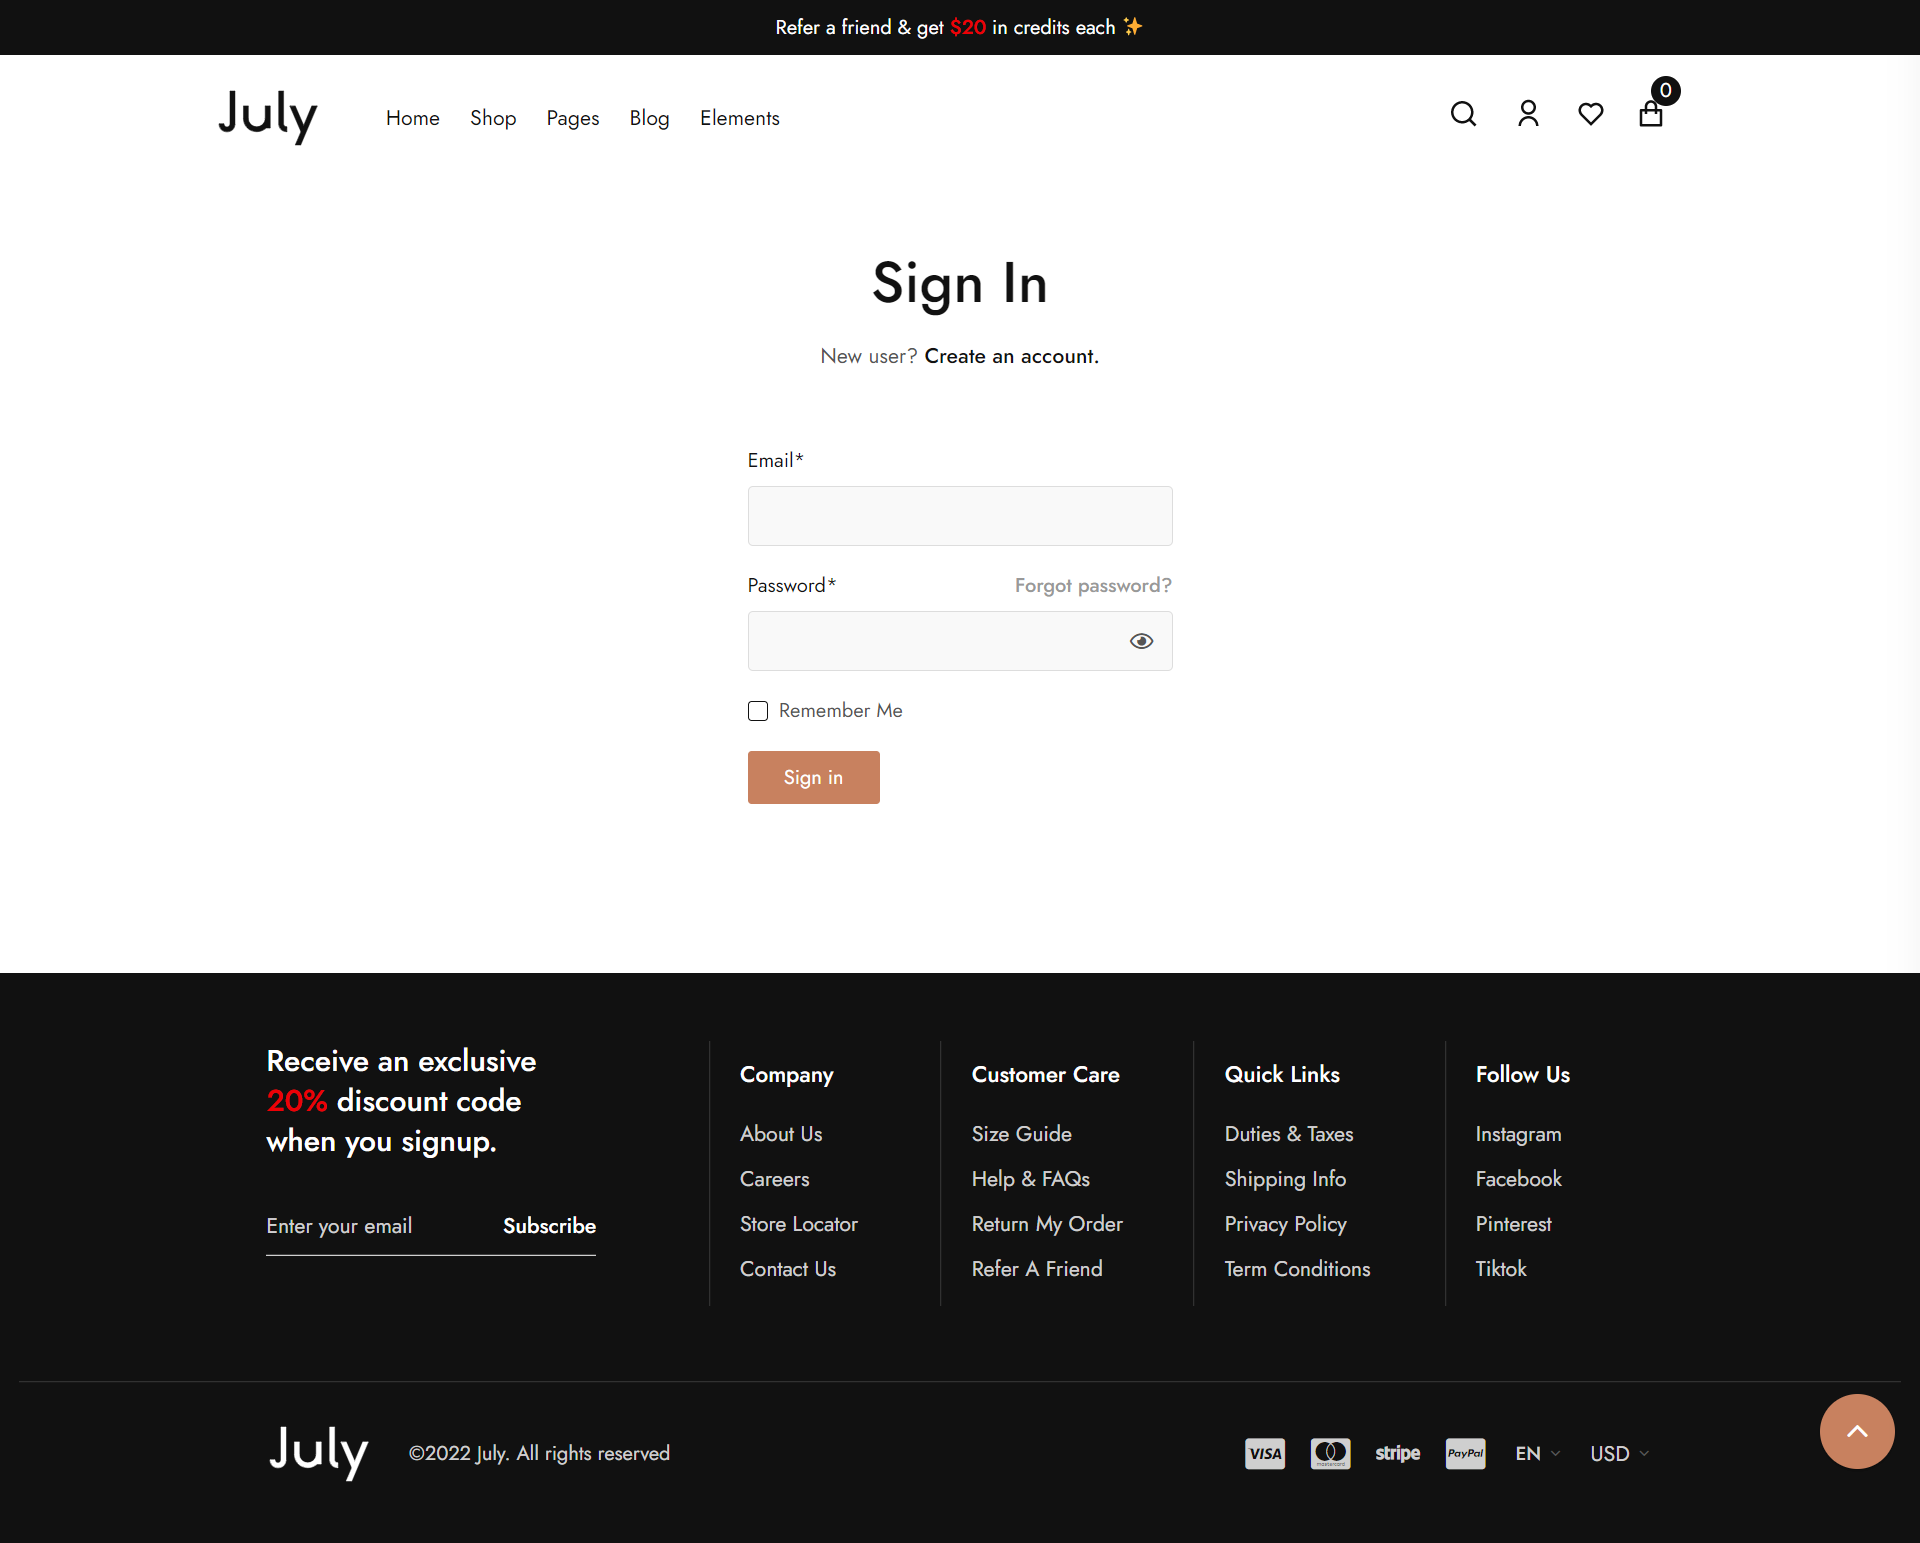 Refer a friend & get $20 in credits each ✨
July
Home Shop Pages Blog Elements
0
Sign In
New user? Create an account.
Email*
Password* Forgot password?
Remember Me
Sign in
Receive an exclusive
20% discount code
when you signup.
Enter your email Subscribe
Company
About Us
Careers
Store Locator
Contact Us
Customer Care
Size Guide
Help & FAQs
Return My Order
Refer A Friend
Quick Links
Duties & Taxes
Shipping Info
Privacy Policy
Term Conditions
Follow Us
Instagram
Facebook
Pinterest
Tiktok
July ©2022 July. All rights reserved
VISA mastercard stripe PayPal EN USD